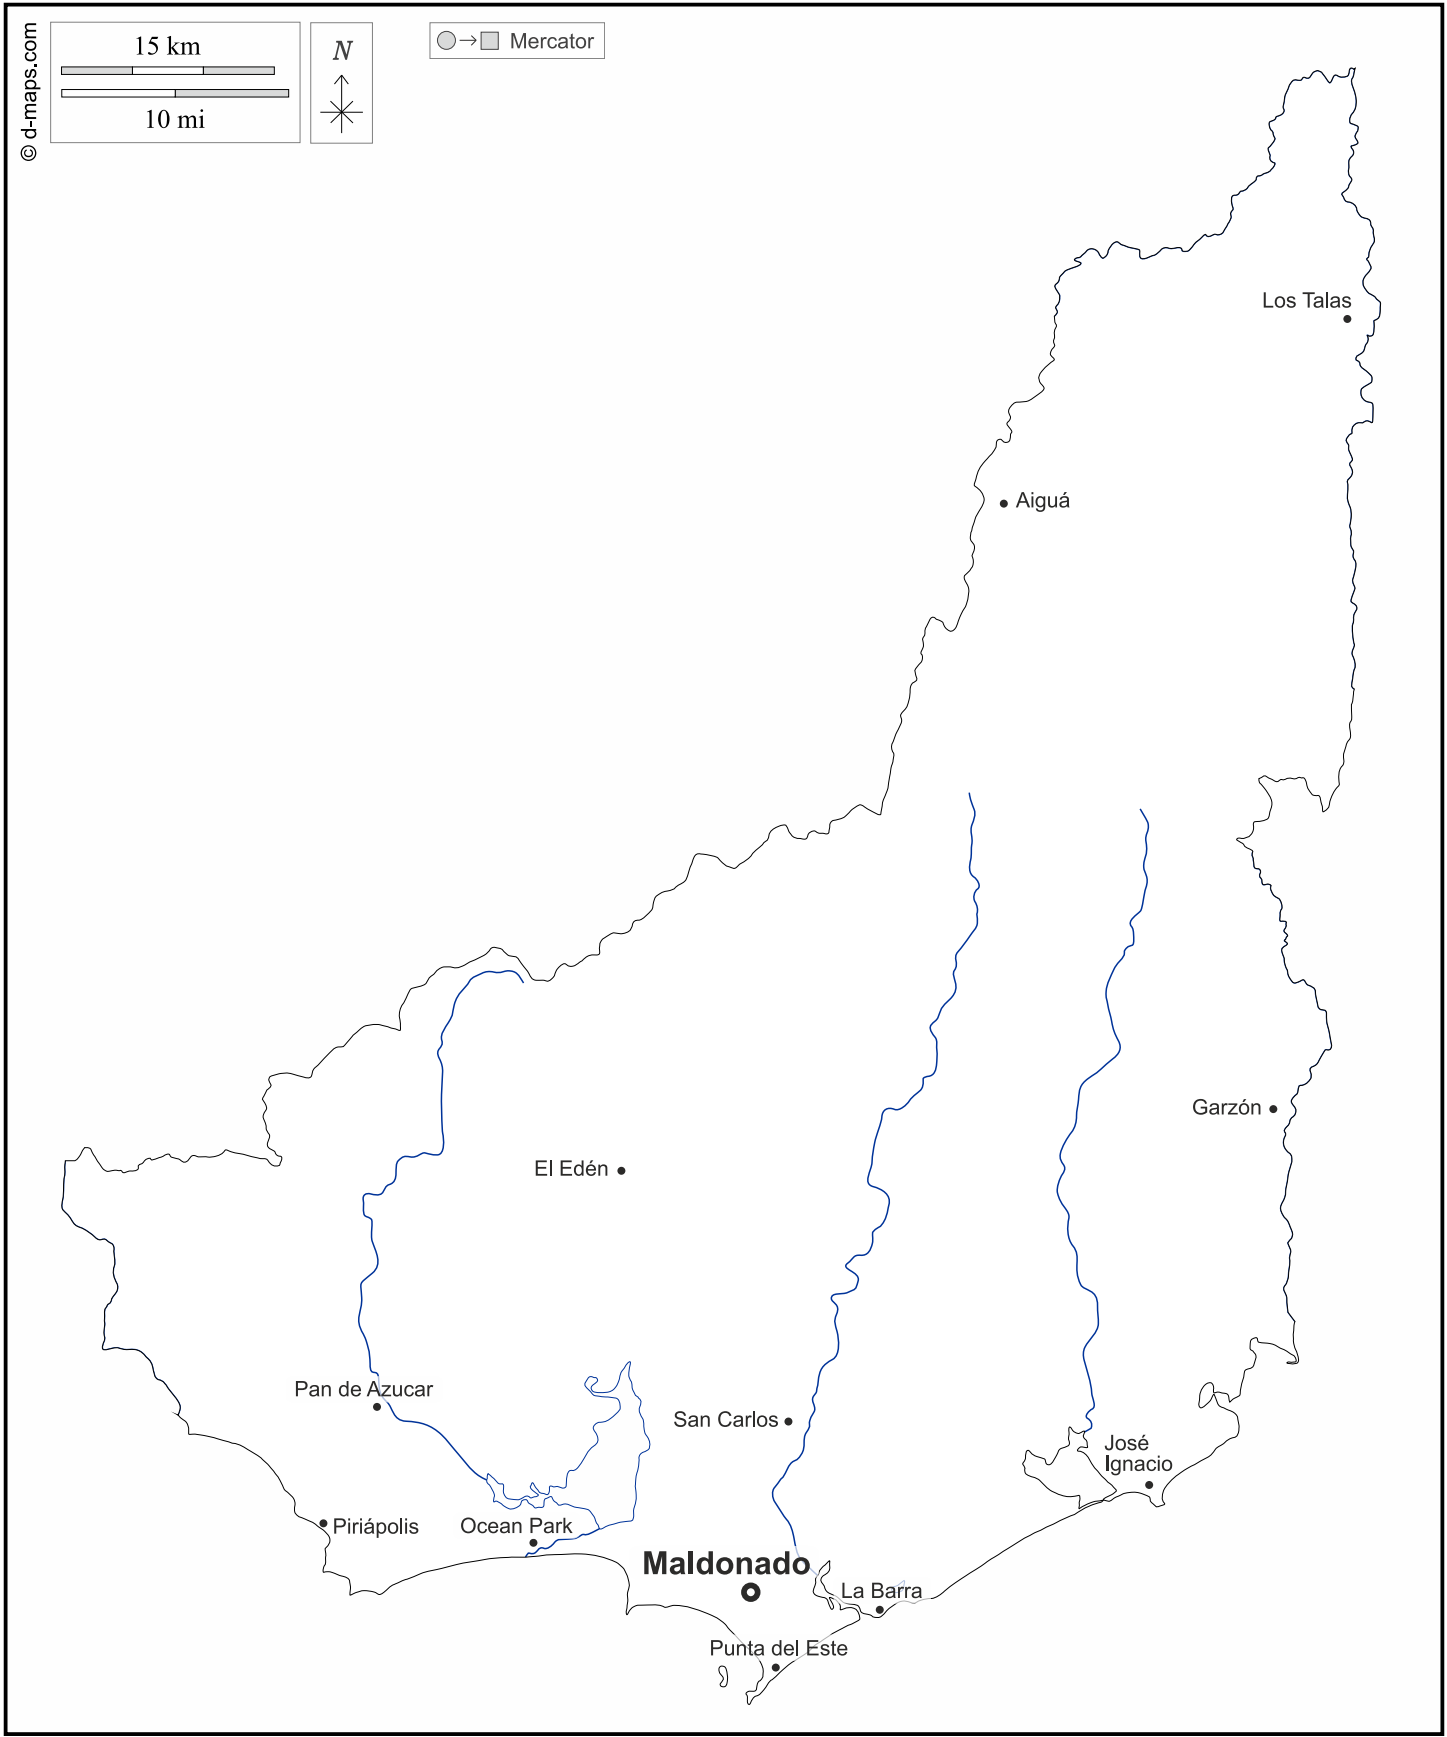 © d-maps.com
15 km
10 mi
N
Mercator
Los Talas
Aiguá
Garzón
El Edén
Pan de Azucar
San Carlos
José
Ignacio
Piriápolis
Ocean Park
Maldonado
La Barra
Punta del Este